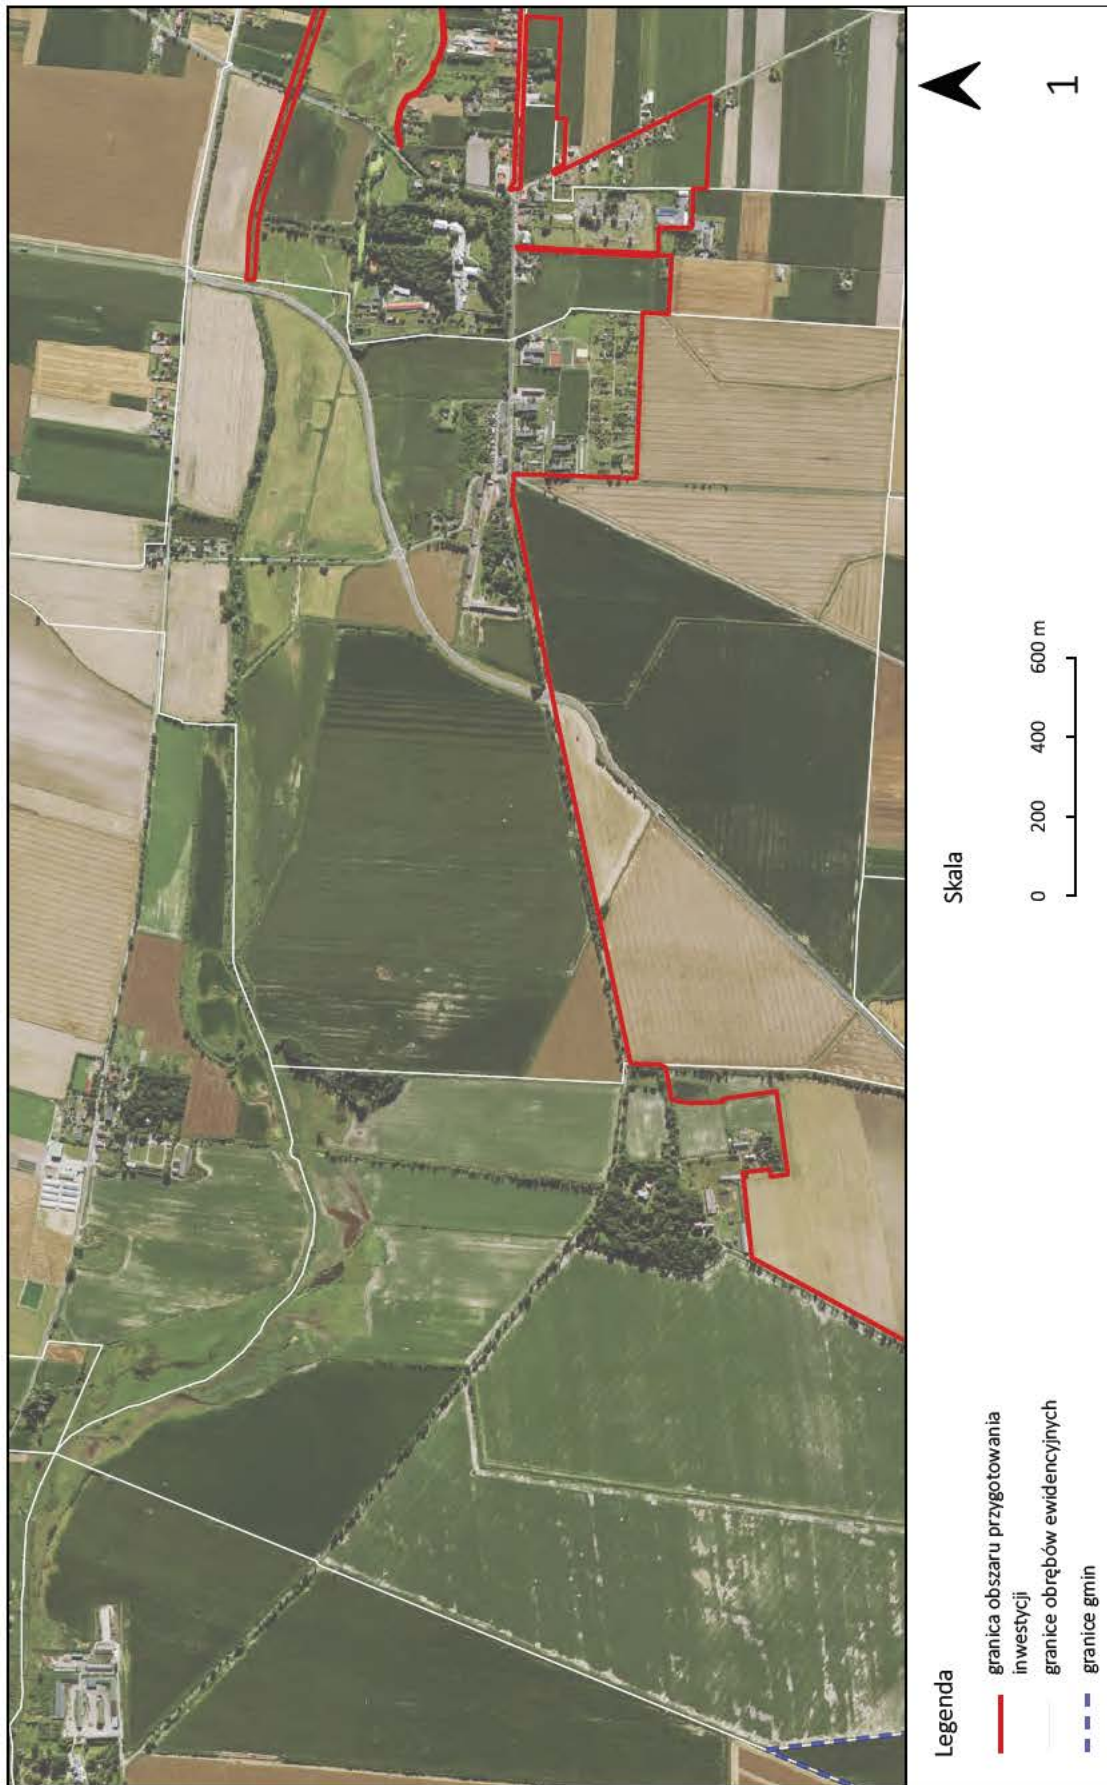 Legenda
granica obszaru przygotowania
inwestycji
granice obrębów ewidencyjnych
granice gmin
Skala
0 200 400 600 m
1